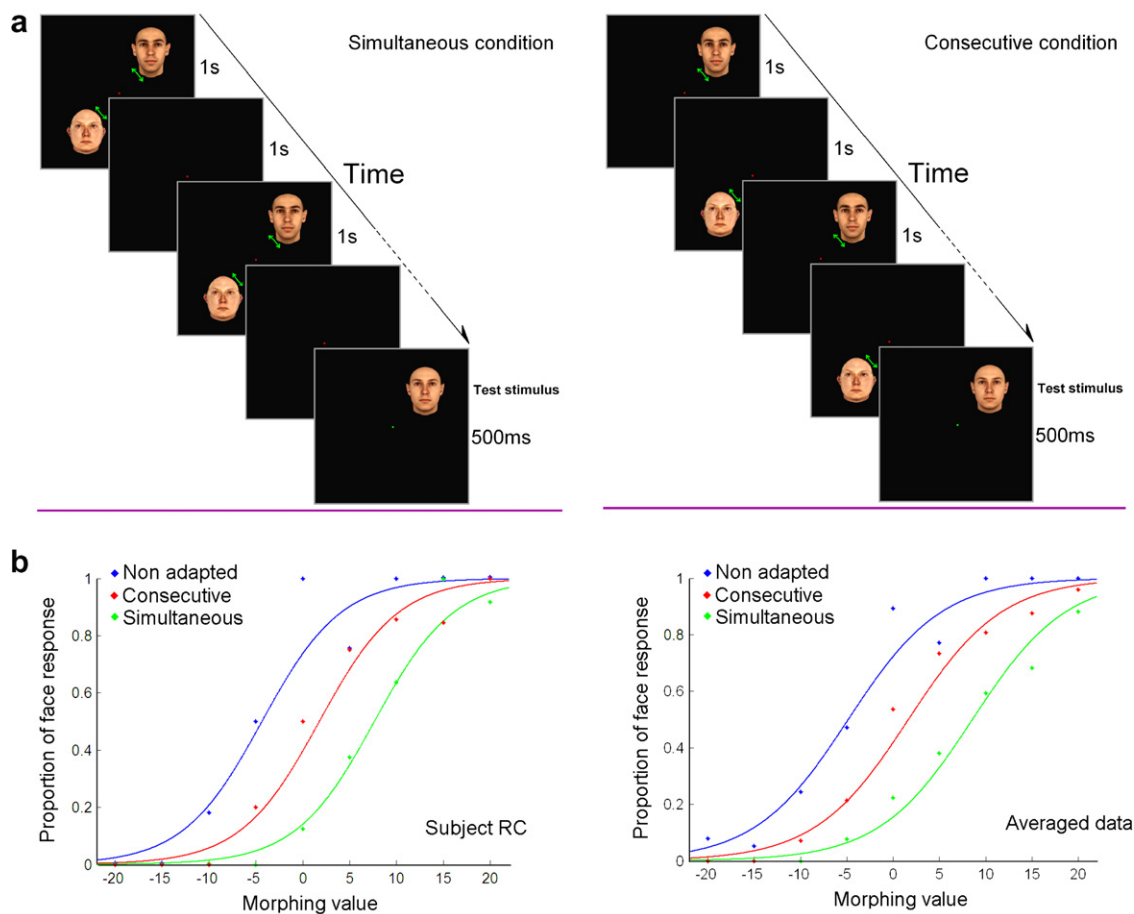 a
Simultaneous condition
1s
1s
Time
1s
Test stimulus
500ms
Consecutive condition
1s
1s
Time
1s
Test stimulus
500ms
b
Non adapted
Consecutive
Simultaneous
Proportion of face response
1
0.8
0.6
0.4
0.2
0
-20 -15 -10 -5 0 5 10 15 20
Morphing value
Subject RC
Non adapted
Consecutive
Simultaneous
Proportion of face response
1
0.8
0.6
0.4
0.2
0
-20 -15 -10 -5 0 5 10 15 20
Morphing value
Averaged data